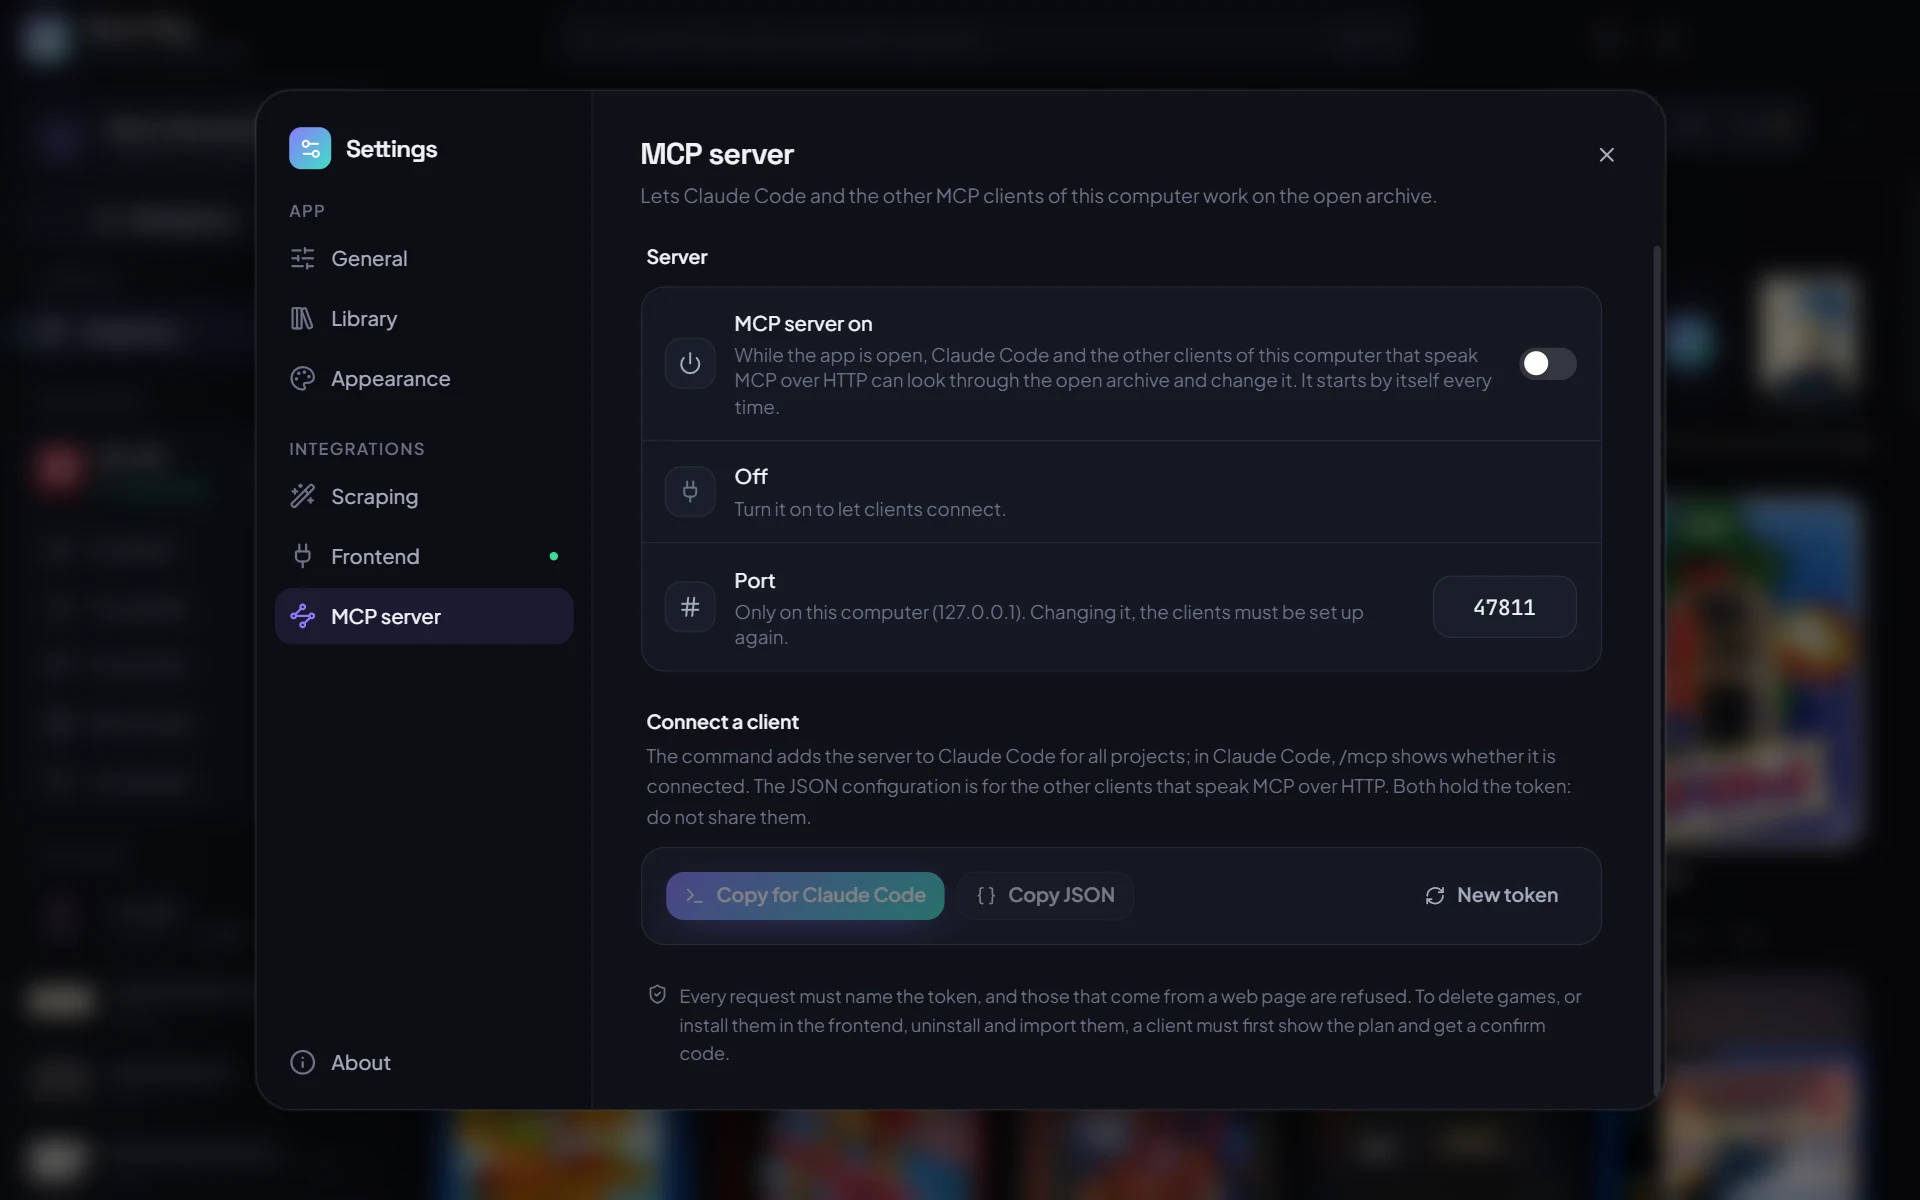 Settings
APP
General
Library
Appearance
INTEGRATIONS
Scraping
Frontend
MCP server
About
MCP server
Lets Claude Code and the other MCP clients of this computer work on the open archive.
Server
MCP server on
While the app is open, Claude Code and the other clients of this computer that speak
MCP over HTTP can look through the open archive and change it. It starts by itself every
time.
Off
Turn it on to let clients connect.
Port
Only on this computer (127.0.0.1). Changing it, the clients must be set up
again.
47811
Connect a client
The command adds the server to Claude Code for all projects; in Claude Code, /mcp shows whether it is
connected. The JSON configuration is for the other clients that speak MCP over HTTP. Both hold the token:
do not share them.
Copy for Claude Code
Copy JSON
New token
Every request must name the token, and those that come from a web page are refused. To delete games, or
install them in the frontend, uninstall and import them, a client must first show the plan and get a confirm
code.